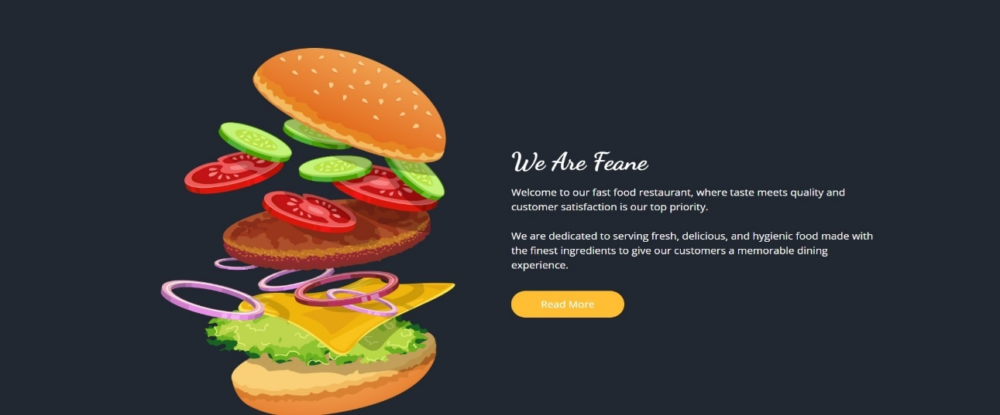 We Are Feane
Welcome to our fast food restaurant, where taste meets quality and
customer satisfaction is our top priority.
We are dedicated to serving fresh, delicious, and hygienic food made with
the finest ingredients to give our customers a memorable dining
experience.
Read More